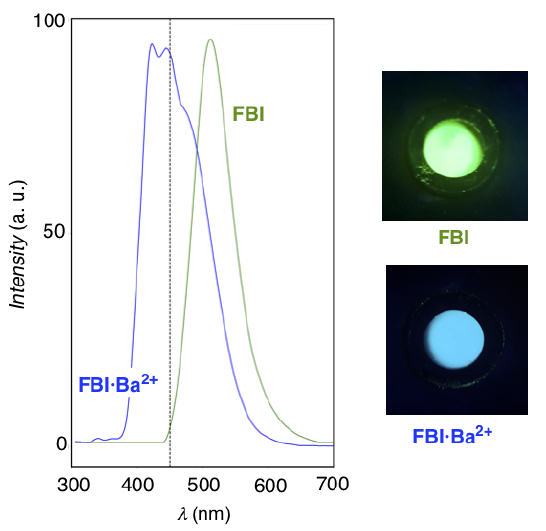 100
50
0
Intensity (a. u.)
FBI
FBI·Ba²⁺
300 400 500 600 700
λ (nm)
FBI
FBI·Ba²⁺